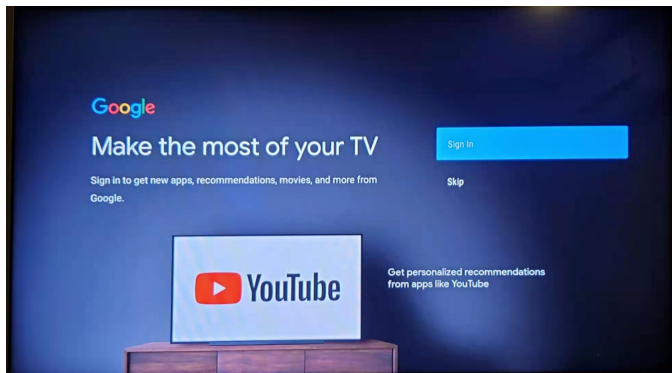 Google
Make the most of your TV
Sign in to get new apps, recommendations, movies, and more from
Google.
Sign In
Skip
YouTube
Get personalized recommendations
from apps like YouTube